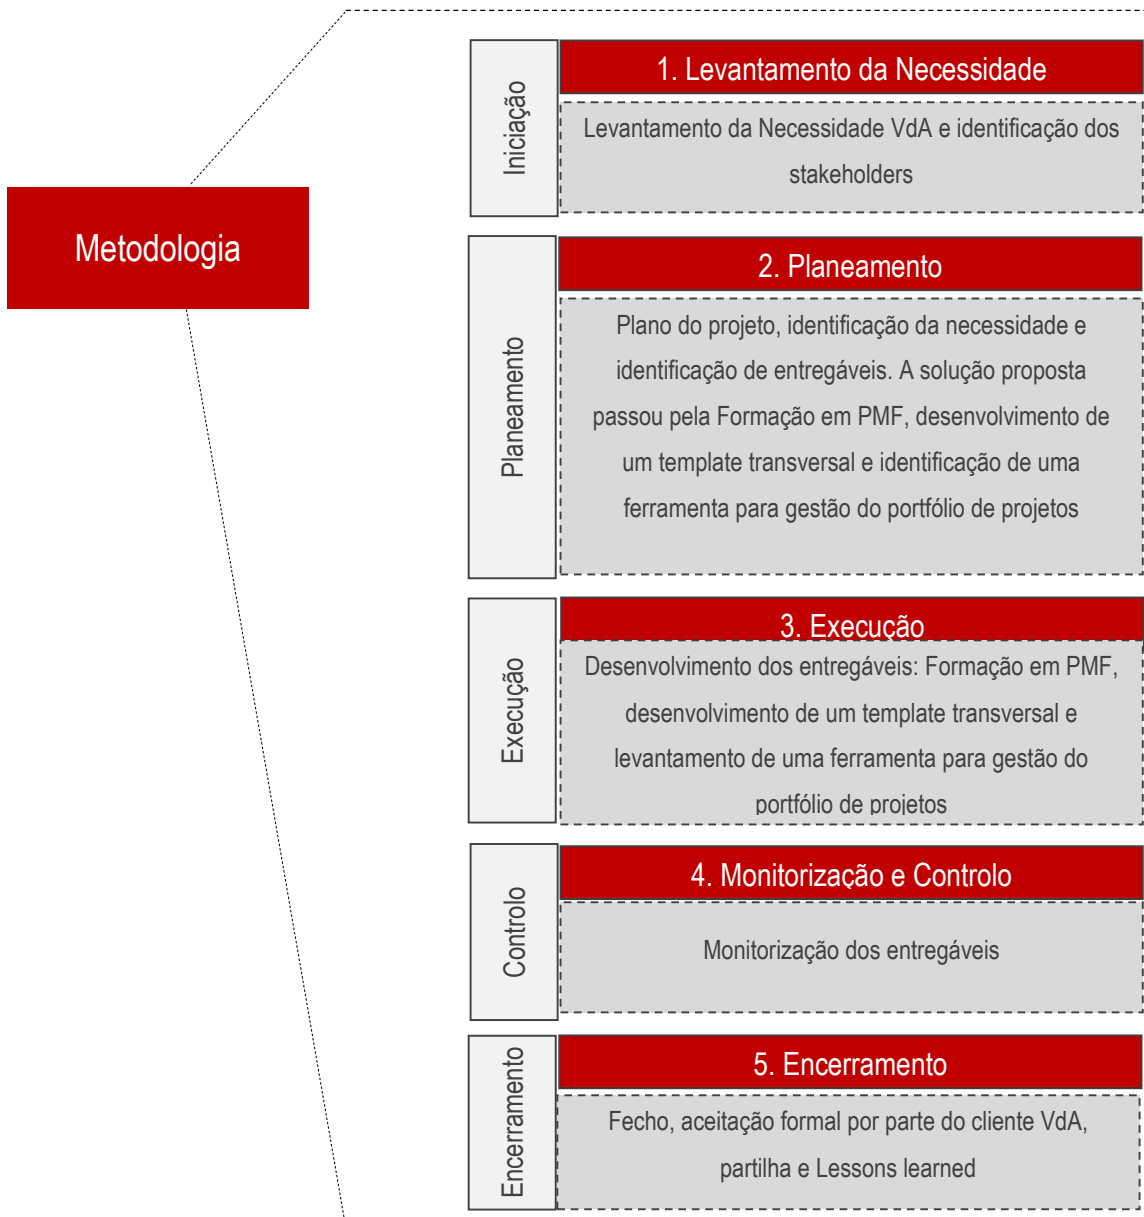 Metodologia
Iniciação
1. Levantamento da Necessidade
Levantamento da Necessidade VdA e identificação dos
stakeholders
Planeamento
2. Planeamento
Plano do projeto, identificação da necessidade e
identificação de entregáveis. A solução proposta
passou pela Formação em PMF, desenvolvimento de
um template transversal e identificação de uma
ferramenta para gestão do portfólio de projetos
Execução
3. Execução
Desenvolvimento dos entregáveis: Formação em PMF,
desenvolvimento de um template transversal e
levantamento de uma ferramenta para gestão do
portfólio de projetos
Controlo
4. Monitorização e Controlo
Monitorização dos entregáveis
Encerramento
5. Encerramento
Fecho, aceitação formal por parte do cliente VdA,
partilha e Lessons learned